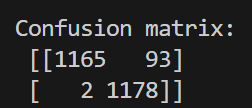 Confusion matrix:
[[1165   93]
[   2 1178]]